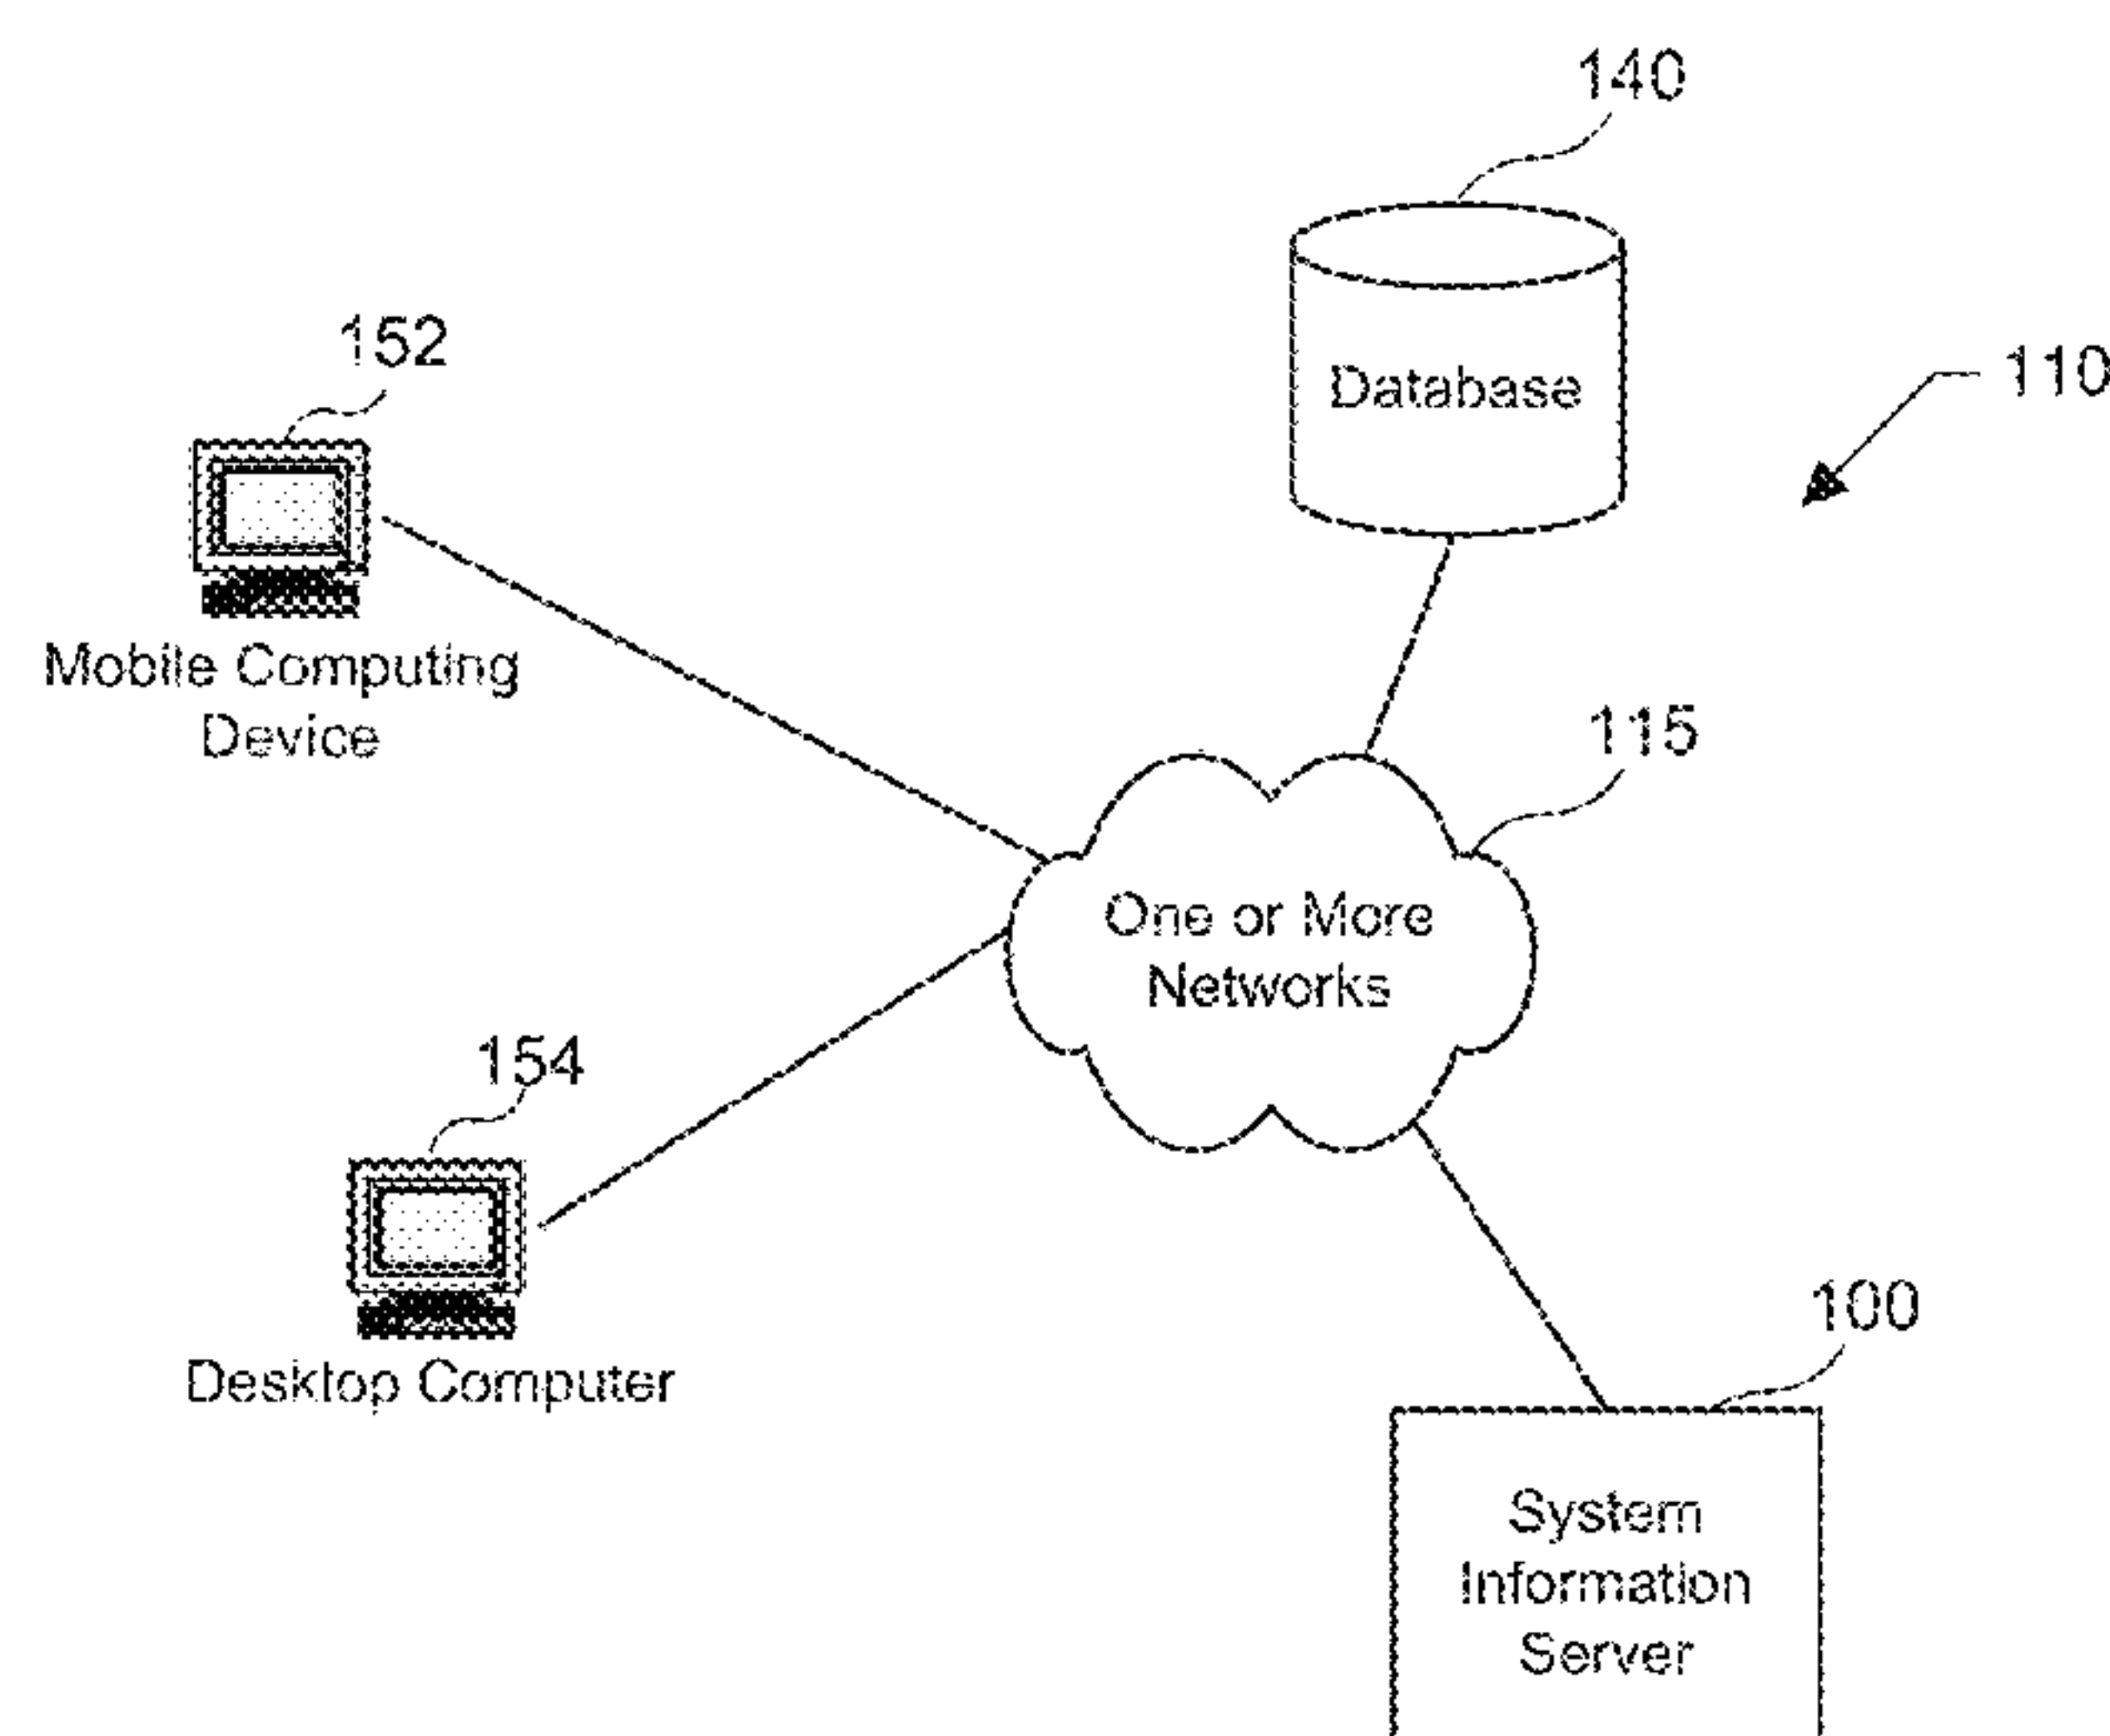 140
152
Database
110
Mobile Computing
Device
115
One or More
Networks
154
Desktop Computer
100
System
Information
Server